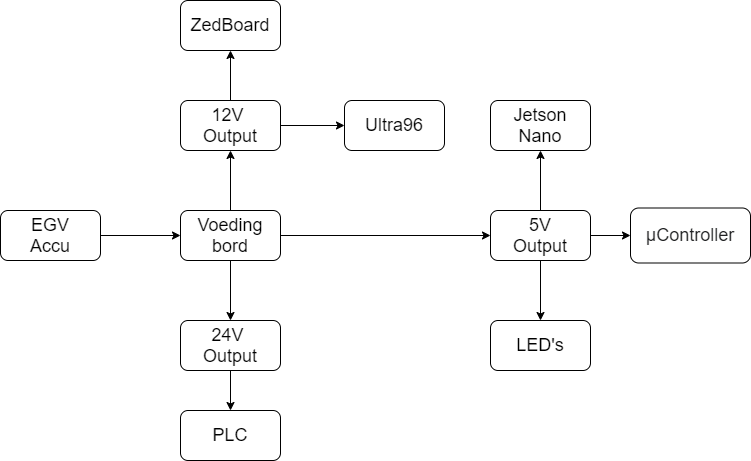 ZedBoard
12V
Output
Ultra96
Jetson
Nano
EGV
Accu
Voeding
bord
5V
Output
µController
24V
Output
LED's
PLC